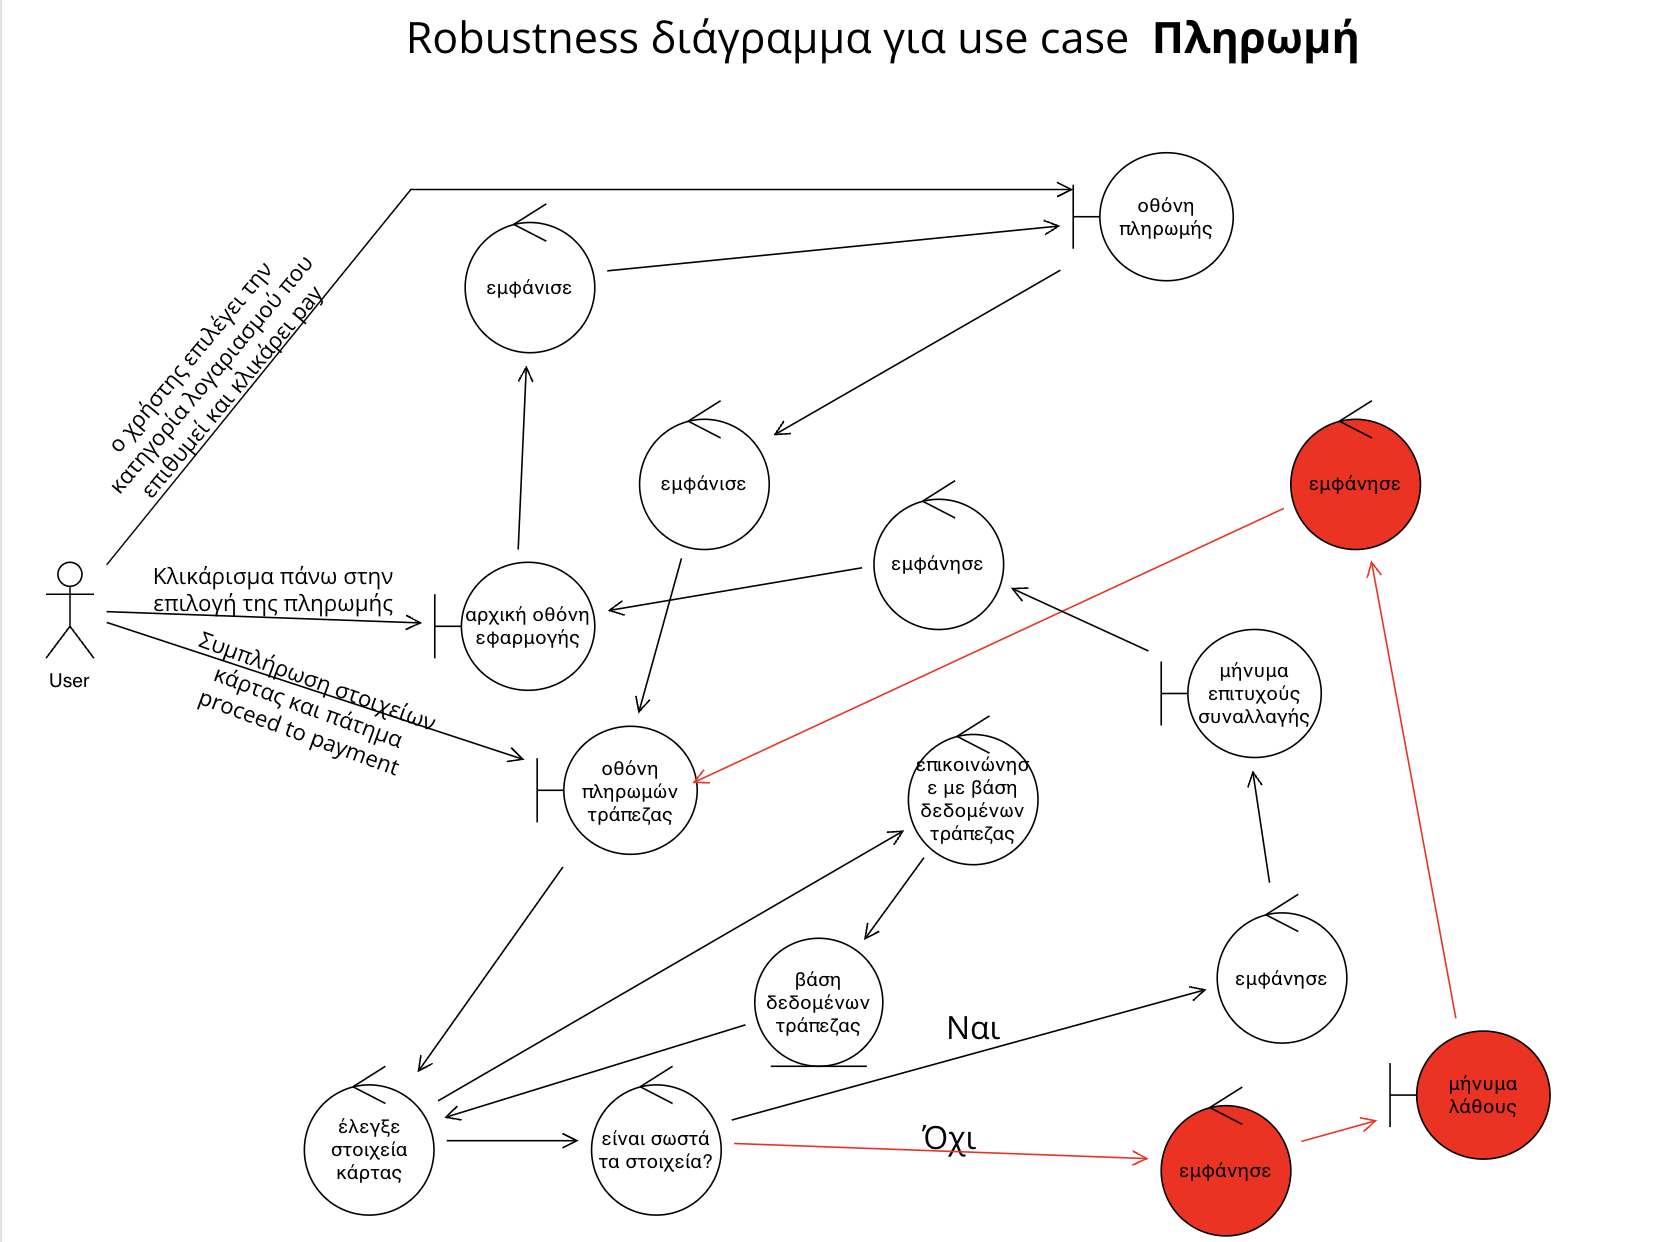 Robustness διάγραμμα για use case Πληρωμή
οθόνη
πληρωμής
εμφάνισε
ο χρήστης επιλέγει την
κατηγορία λογαριασμού που
επιθυμεί και κλικάρει pay
εμφάνισε
εμφάνησε
εμφάνησε
Κλικάρισμα πάνω στην
επιλογή της πληρωμής
αρχική οθόνη
εφαρμογής
User
Συμπλήρωση στοιχείων
κάρτας και πάτημα
proceed to payment
μήνυμα
επιτυχούς
συναλλαγής
οθόνη
πληρωμών
τράπεζας
επικοινώνησ
ε με βάση
δεδομένων
τράπεζας
βάση
δεδομένων
τράπεζας
Ναι
εμφάνησε
μήνυμα
λάθους
έλεγξε
στοιχεία
κάρτας
είναι σωστά
τα στοιχεία?
Όχι
εμφάνησε